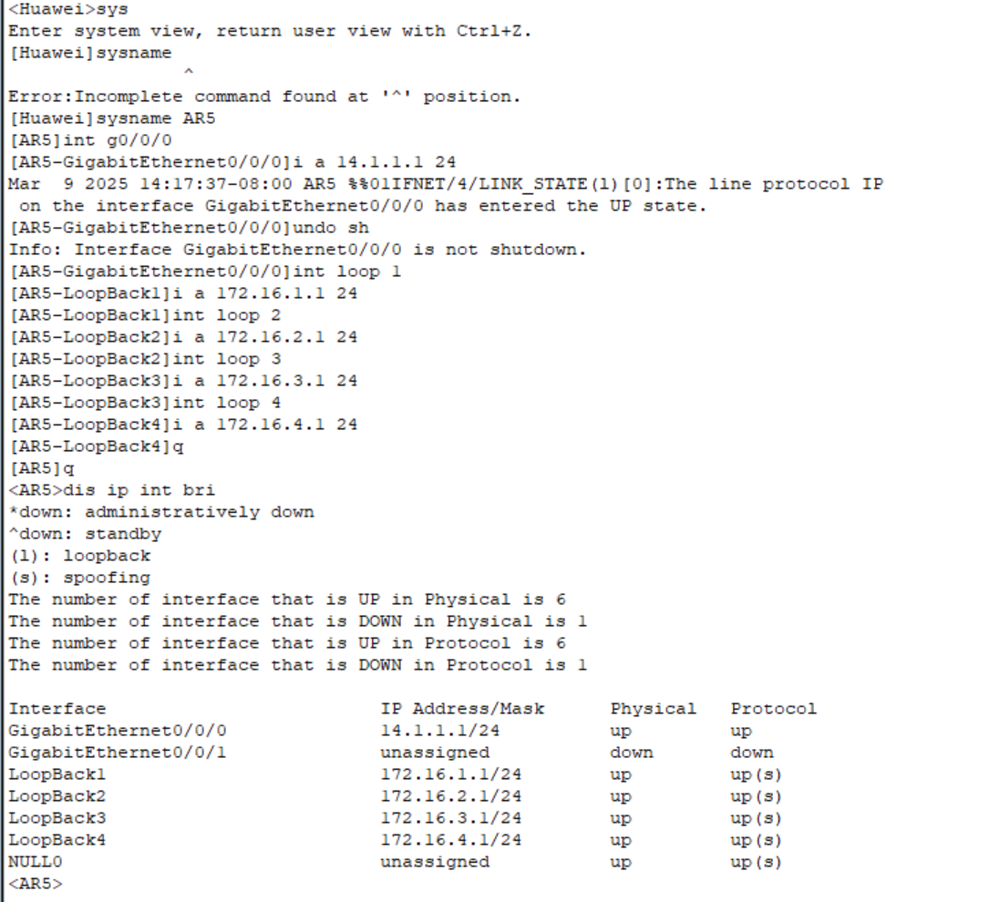 <Huawei>sys
Enter system view, return user view with Ctrl+Z.
[Huawei]sysname
^
Error:Incomplete command found at '^' position.
[Huawei]sysname AR5
[AR5]int g0/0/0
[AR5-GigabitEthernet0/0/0]i a 14.1.1.1 24
Mar  9 2025 14:17:37-08:00 AR5 %%01IFNET/4/LINK_STATE(l)[0]:The line protocol IP
 on the interface GigabitEthernet0/0/0 has entered the UP state.
[AR5-GigabitEthernet0/0/0]undo sh
Info: Interface GigabitEthernet0/0/0 is not shutdown.
[AR5-GigabitEthernet0/0/0]int loop 1
[AR5-LoopBack1]i a 172.16.1.1 24
[AR5-LoopBack1]int loop 2
[AR5-LoopBack2]i a 172.16.2.1 24
[AR5-LoopBack2]int loop 3
[AR5-LoopBack3]i a 172.16.3.1 24
[AR5-LoopBack3]int loop 4
[AR5-LoopBack4]i a 172.16.4.1 24
[AR5-LoopBack4]q
[AR5]q
<AR5>dis ip int bri
*down: administratively down
^down: standby
(l): loopback
(s): spoofing
The number of interface that is UP in Physical is 6
The number of interface that is DOWN in Physical is 1
The number of interface that is UP in Protocol is 6
The number of interface that is DOWN in Protocol is 1
Interface                         IP Address/Mask      Physical   Protocol
GigabitEthernet0/0/0              14.1.1.1/24          up         up
GigabitEthernet0/0/1              unassigned           down       down
LoopBack1                         172.16.1.1/24        up         up(s)
LoopBack2                         172.16.2.1/24        up         up(s)
LoopBack3                         172.16.3.1/24        up         up(s)
LoopBack4                         172.16.4.1/24        up         up(s)
NULL0                             unassigned           up         up(s)
<AR5>